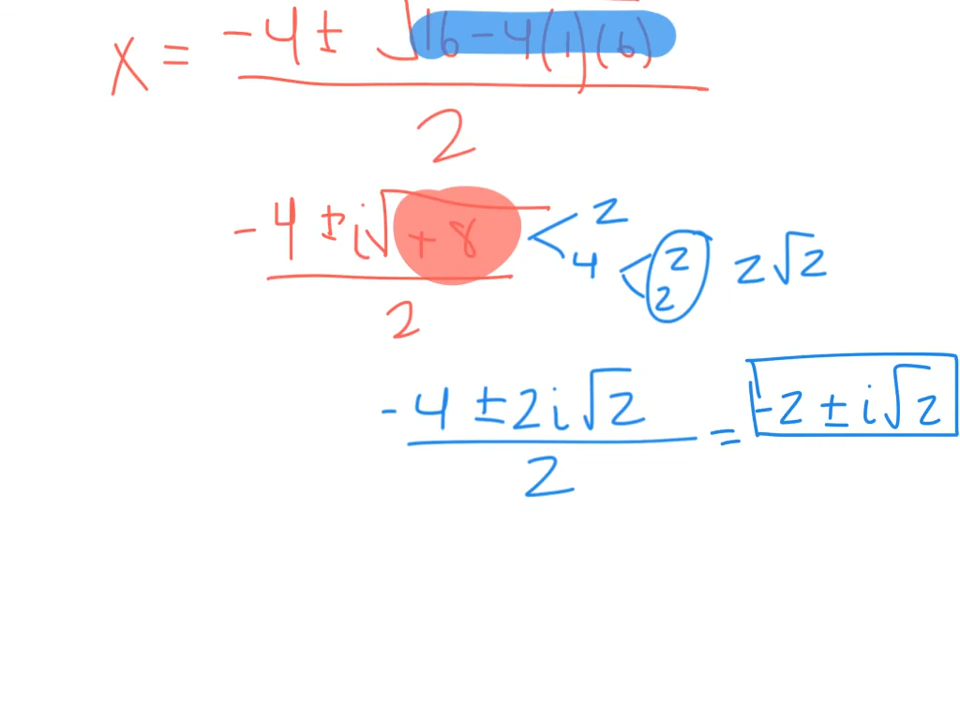 x = -4 ± √16 - 4(1)(6)
2
-4 ± i√+8 < 2
4 < 2
2
2√2
2
-4 ± 2i√2
2
= -2 ± i√2